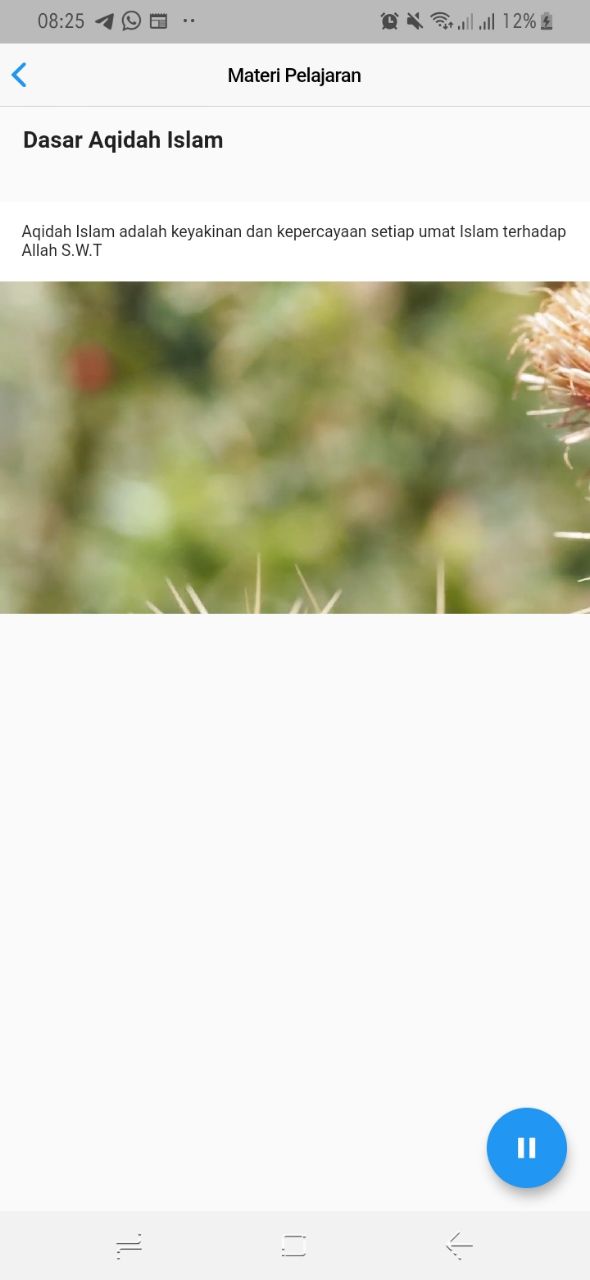 08:25
12%
Materi Pelajaran
Dasar Aqidah Islam
Aqidah Islam adalah keyakinan dan kepercayaan setiap umat Islam terhadap
Allah S.W.T